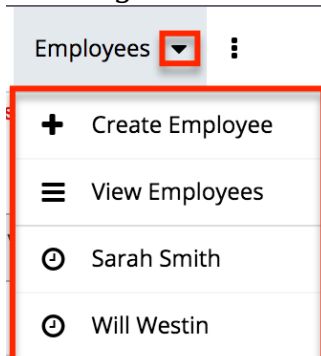 Employees
Create Employee
View Employees
Sarah Smith
Will Westin